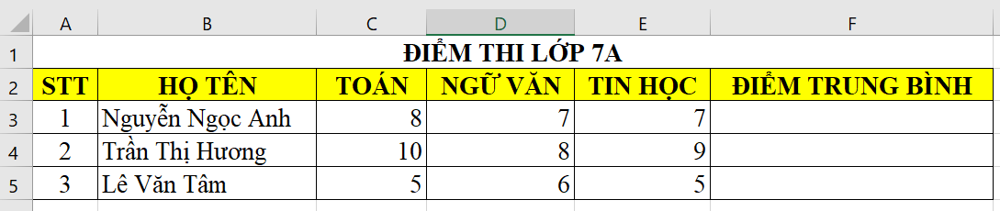 A B C D E F
1 ĐIỂM THI LỚP 7A
2 STT HỌ TÊN TOÁN NGỮ VĂN TIN HỌC ĐIỂM TRUNG BÌNH
3 1 Nguyễn Ngọc Anh 8 7 7
4 2 Trần Thị Hương 10 8 9
5 3 Lê Văn Tâm 5 6 5